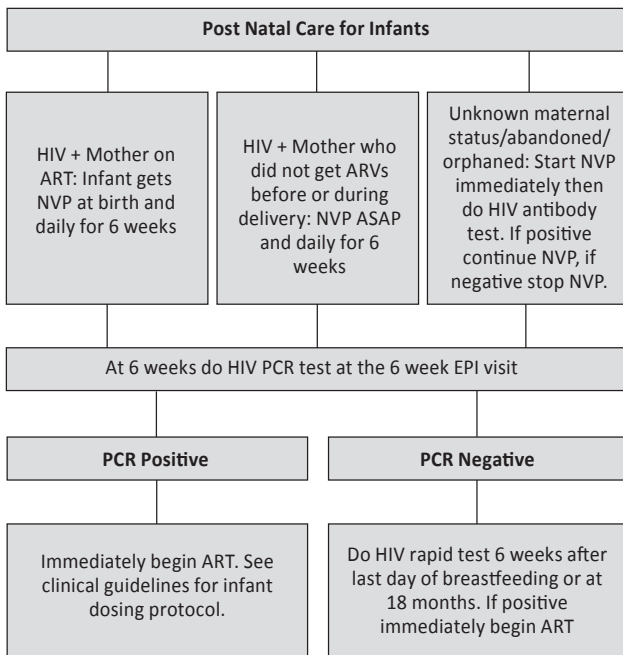 Post Natal Care for Infants
HIV + Mother on
ART: Infant gets
NVP at birth and
daily for 6 weeks
HIV + Mother who
did not get ARVs
before or during
delivery: NVP ASAP
and daily for 6
weeks
Unknown maternal
status/abandoned/
orphaned: Start NVP
immediately then
do HIV antibody
test. If positive
continue NVP, if
negative stop NVP.
At 6 weeks do HIV PCR test at the 6 week EPI visit
PCR Positive
PCR Negative
Immediately begin ART. See
clinical guidelines for infant
dosing protocol.
Do HIV rapid test 6 weeks after
last day of breastfeeding or at
18 months. If positive
immediately begin ART